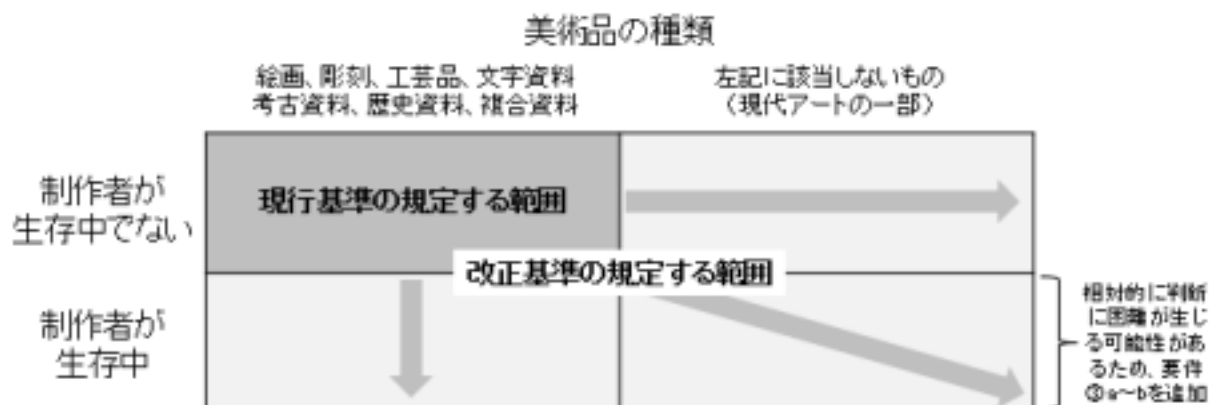 美術品の種類
絵画、彫刻、工芸品、文字資料
考古資料、歴史資料、複合資料
左記に該当しないもの
（現代アートの一部）
制作者が
生存中でない
現行基準の規定する範囲
改正基準の規定する範囲
制作者が
生存中
相対的に判断
に困難が生じ
る可能性があ
るため、要件
③a～bを追加